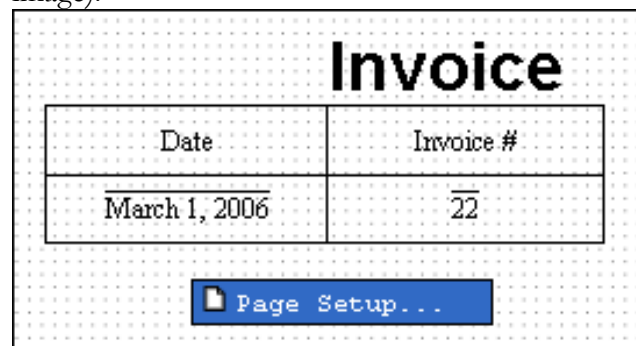 image).
Invoice
Date Invoice #
March 1, 2006 22
Page Setup...